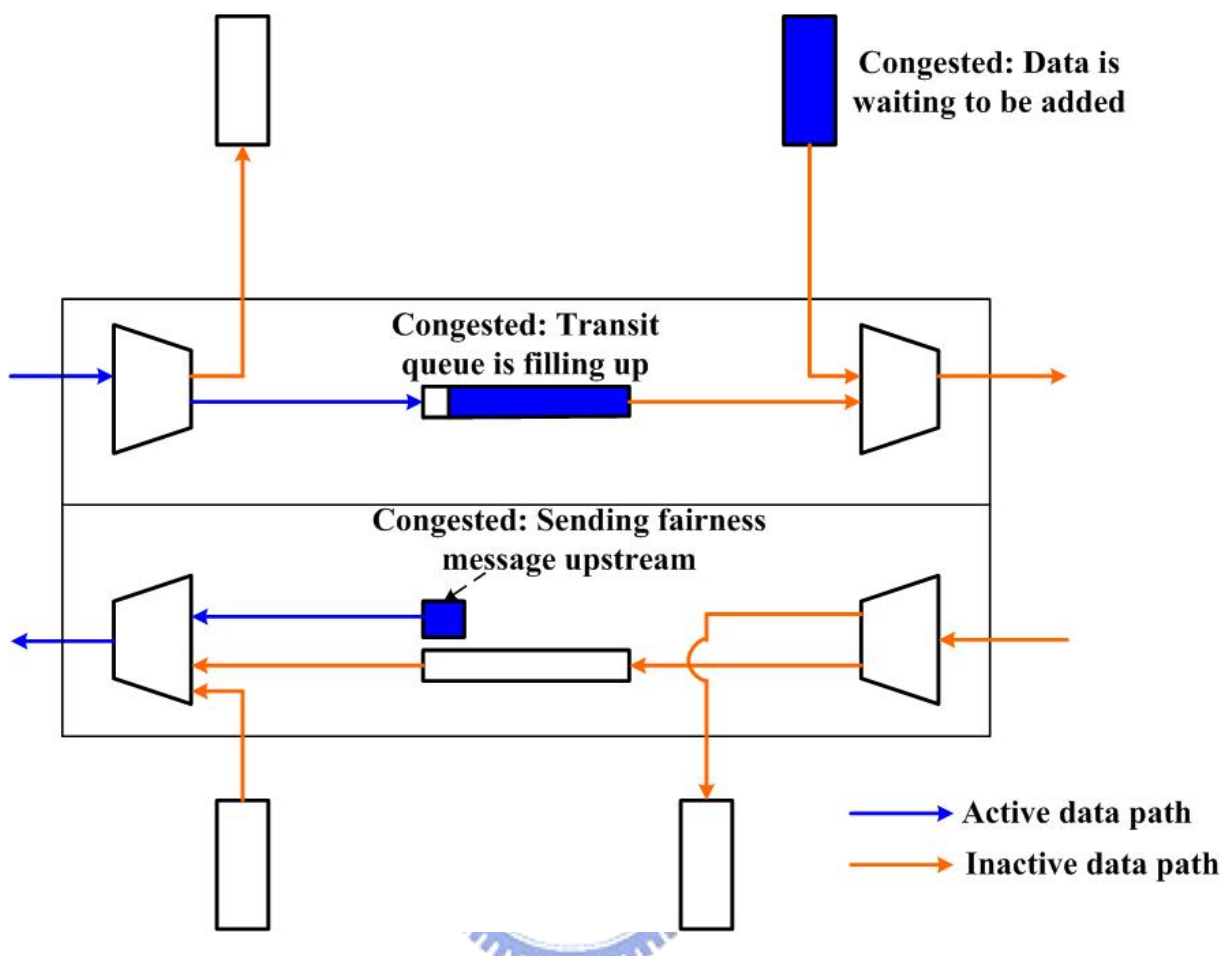 Congested: Data is
waiting to be added
Congested: Transit
queue is filling up
Congested: Sending fairness
message upstream
Active data path
Inactive data path